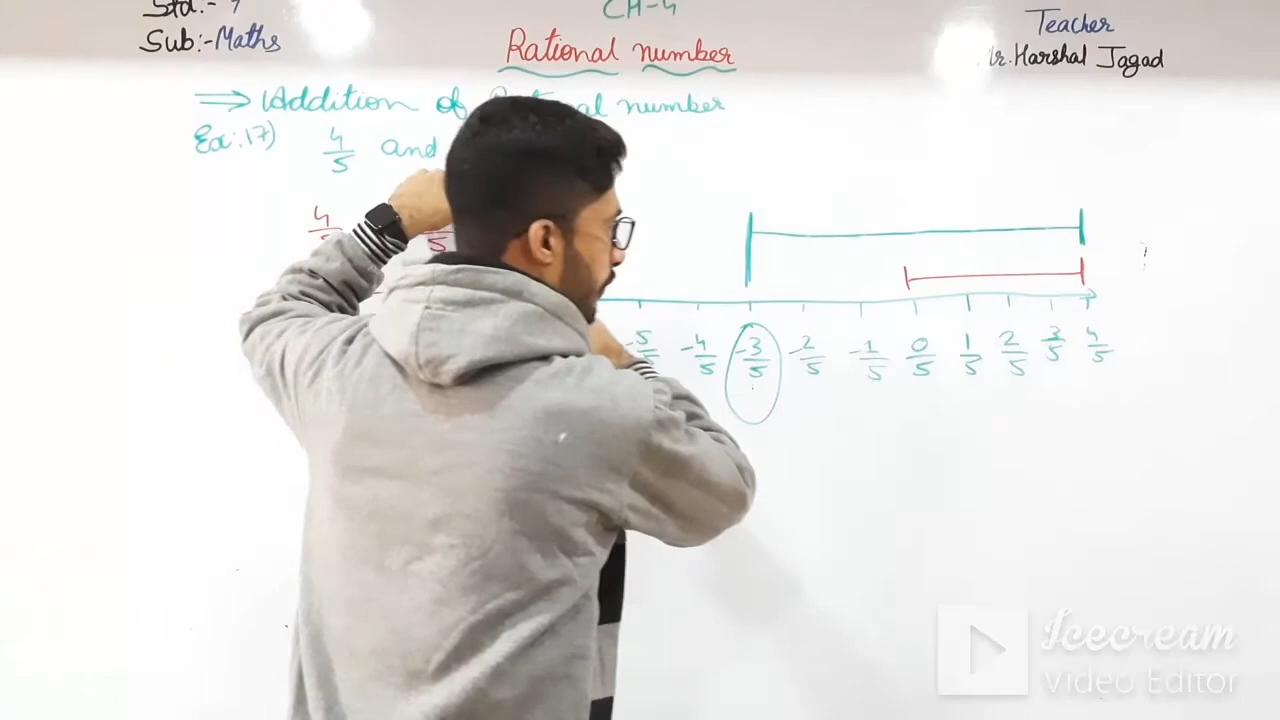 Std.- 7
CH-4
Sub:-Maths
Rational number
Teacher
Mr.Harshal Jagad
⇒ Addition of number
Ex:17) 4/5 and
4/5
-5/5 -4/5 -3/5 -2/5 -1/5 0/5 1/5 2/5 3/5 4/5
Icecream
Video Editor